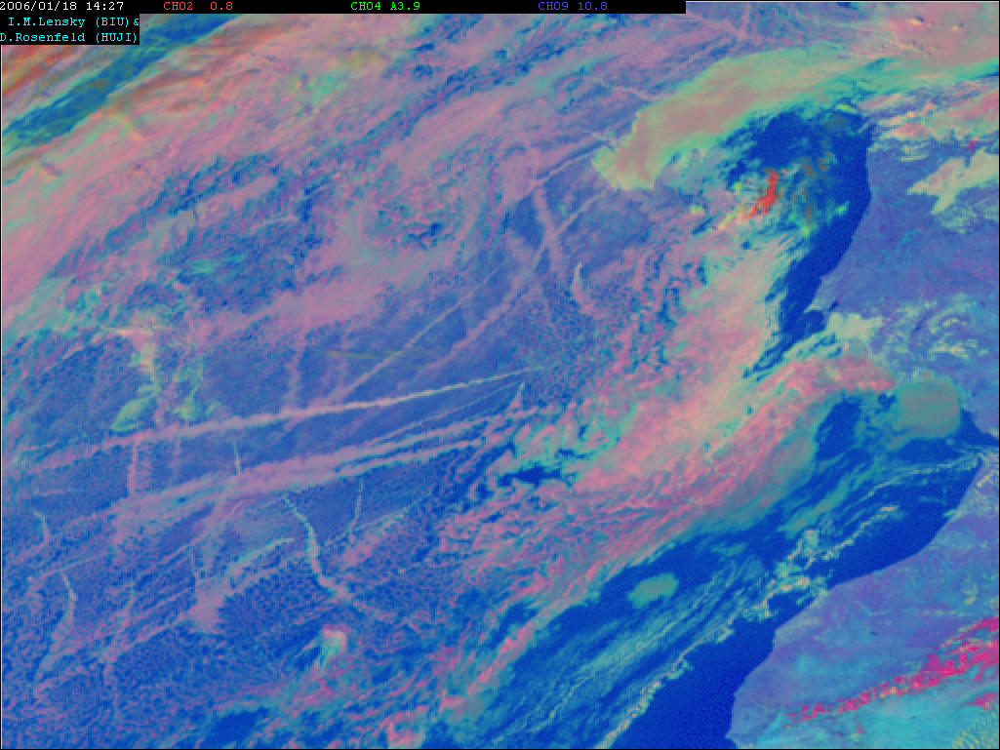 2006/01/18 14:27 CH02 0.8 CH04 A3.9 CH09 10.8
I.M.Lensky (BIU)&
D.Rosenfeld (HUJI)